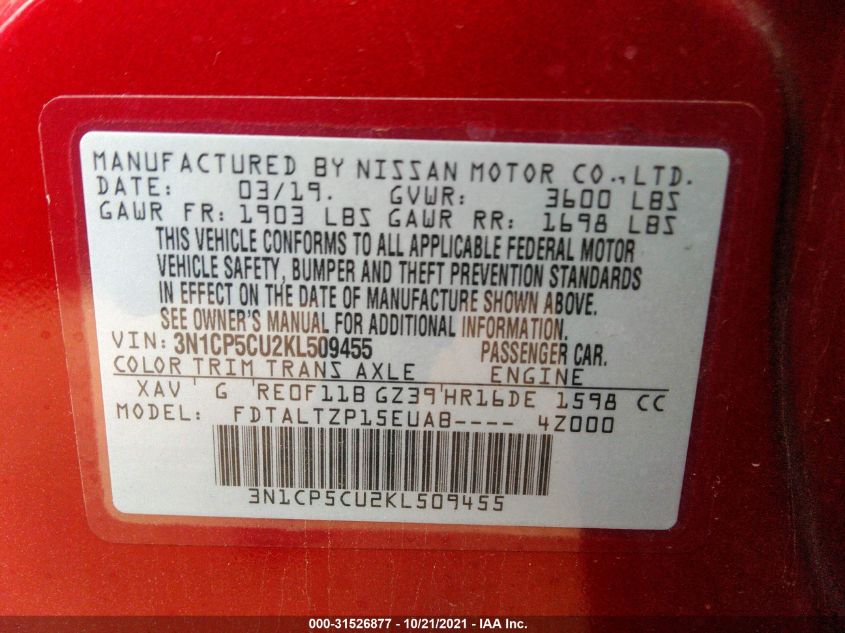 MANUFACTURED BY NISSAN MOTOR CO., LTD.
DATE: 03/19. GVWR: 3600 LBS
GAWR FR: 1903 LBS GAWR RR: 1698 LBS
THIS VEHICLE CONFORMS TO ALL APPLICABLE FEDERAL MOTOR
VEHICLE SAFETY, BUMPER AND THEFT PREVENTION STANDARDS
IN EFFECT ON THE DATE OF MANUFACTURE SHOWN ABOVE.
SEE OWNER'S MANUAL FOR ADDITIONAL INFORMATION.
VIN: 3N1CP5CU2KL509455 PASSENGER CAR.
COLOR TRIM TRANS AXLE ENGINE
XAV G RE0F11B GZ39 HR16DE 1598 CC
MODEL: FDTALTZP15EUAB---- 4Z000
3N1CP5CU2KL509455
000-31526877 - 10/21/2021 - IAA Inc.